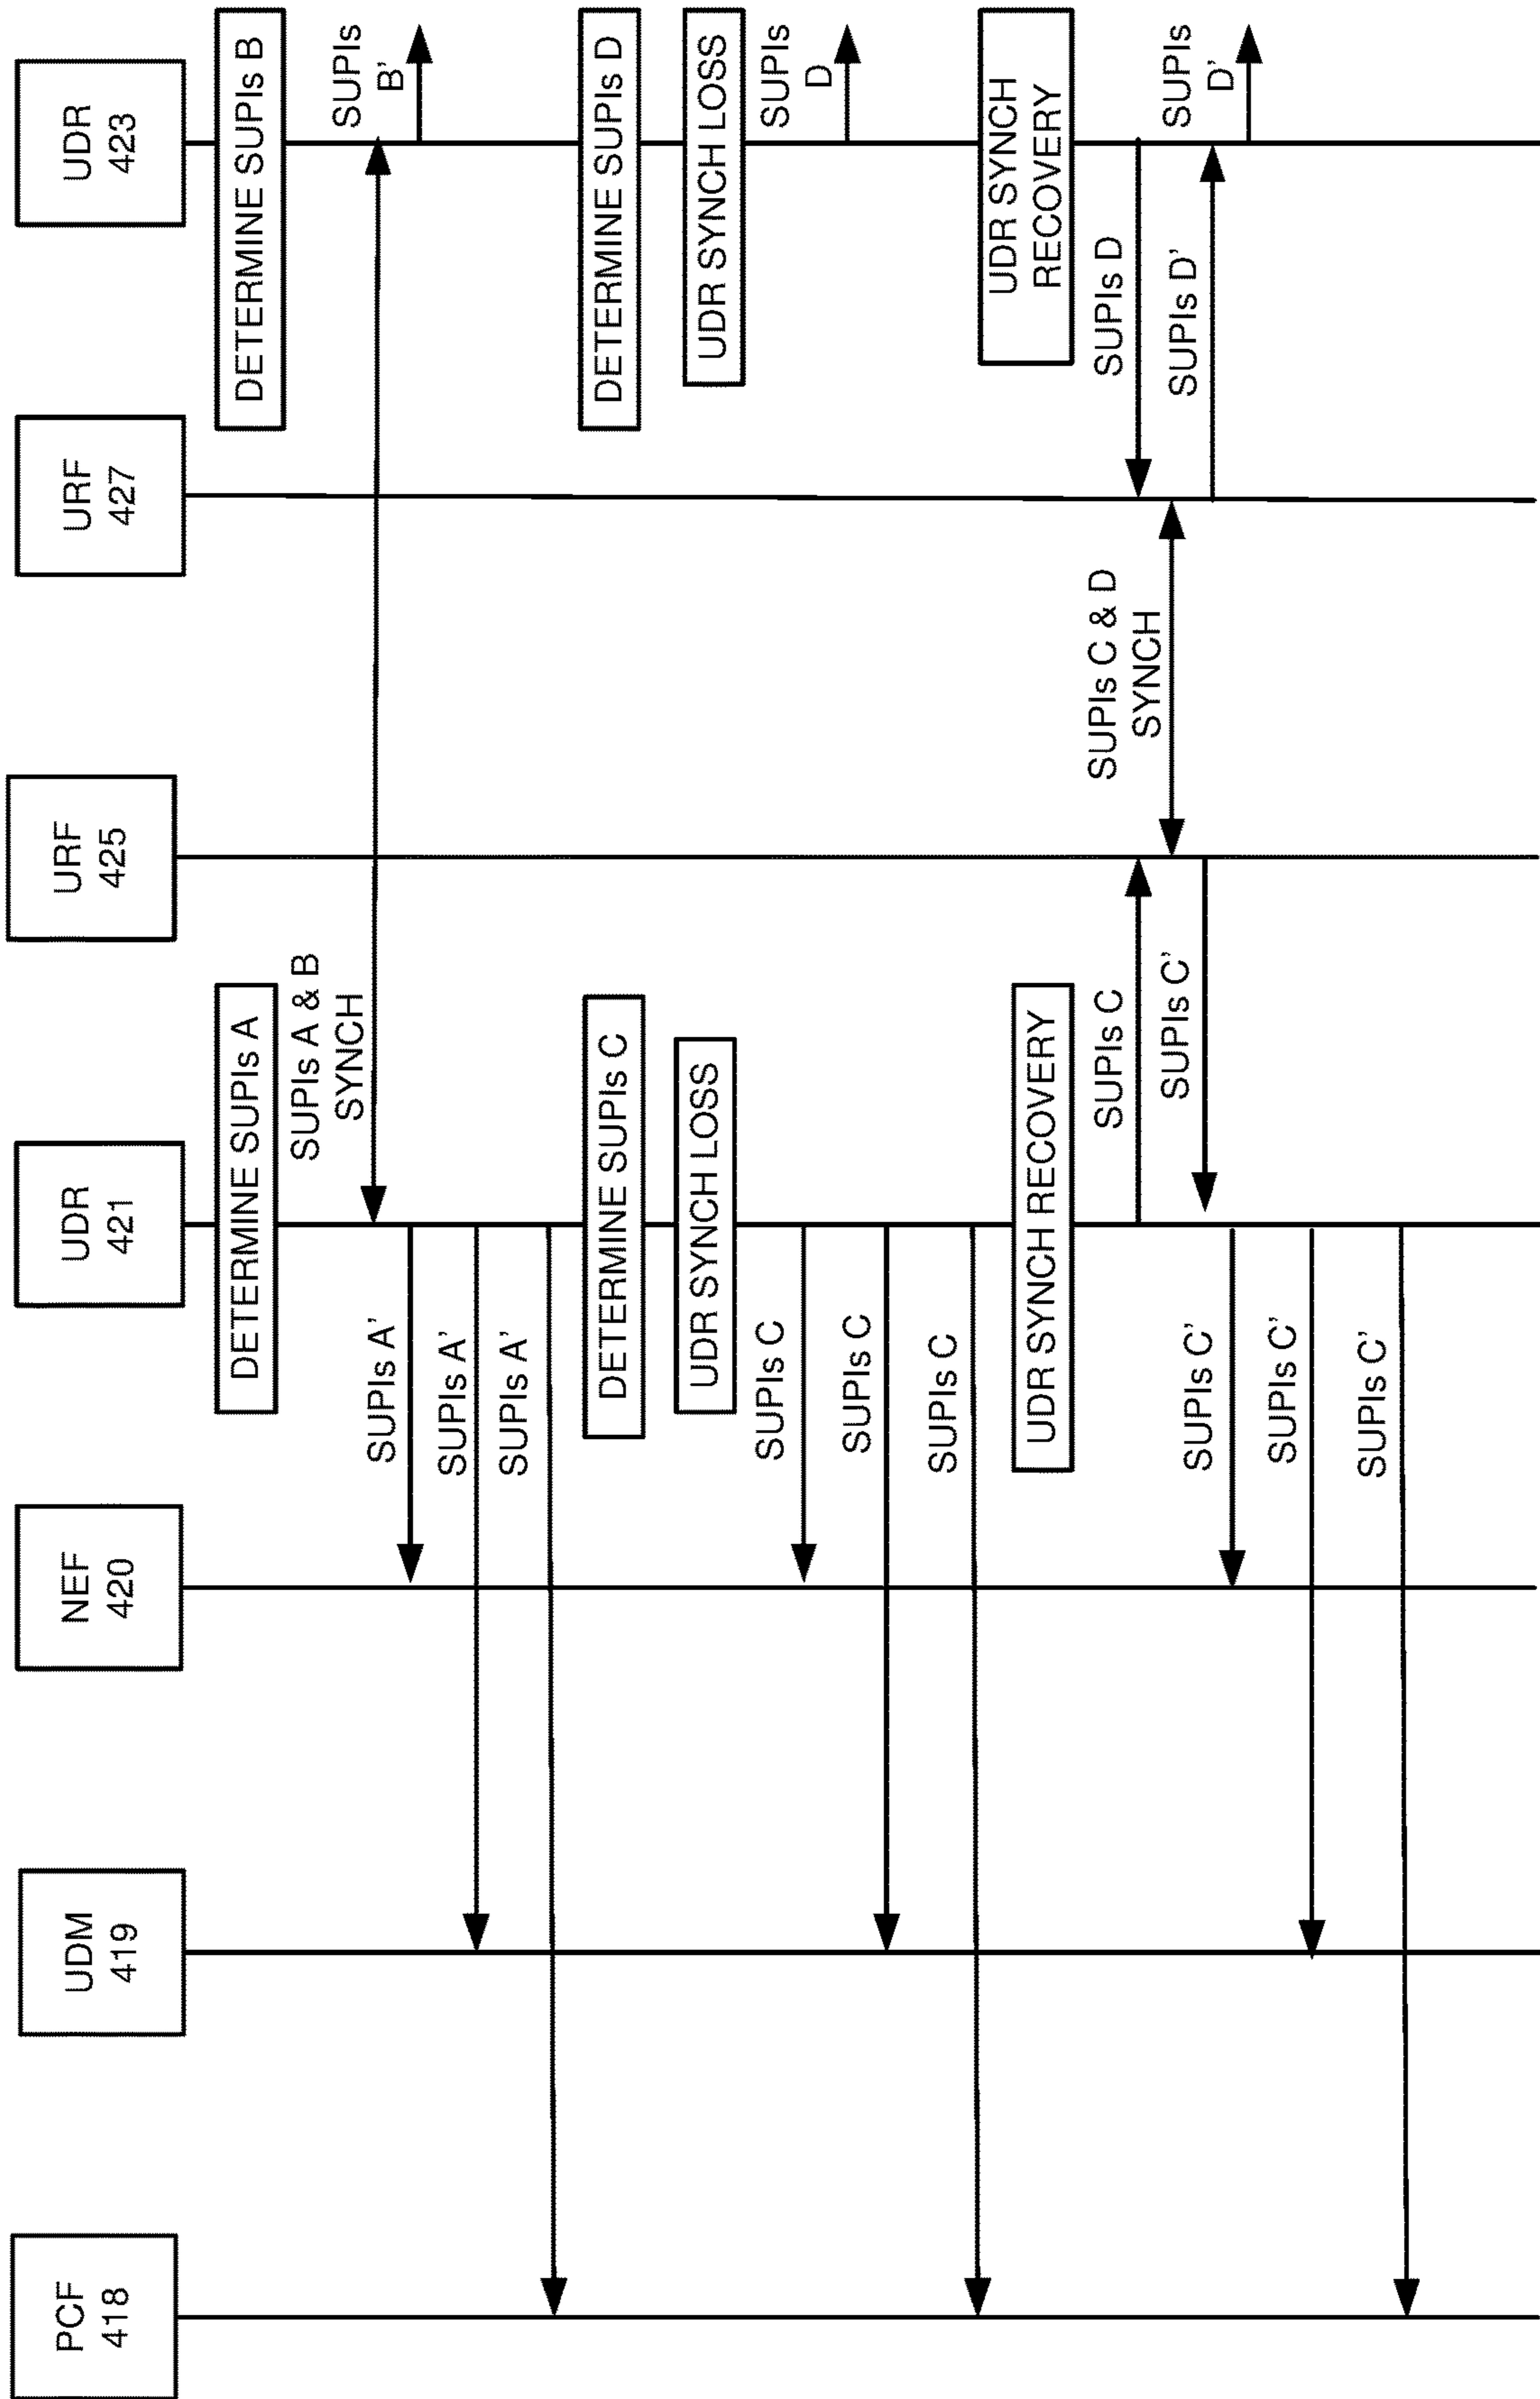 PCF
418
UDM
419
NEF
420
UDR
421
URF
425
URF
427
UDR
423
DETERMINE SUPIs A
DETERMINE SUPIs B
SUPIs A & B
SYNCH
SUPIs
B'
SUPIs A'
SUPIs A'
SUPIs A'
DETERMINE SUPIs C
DETERMINE SUPIs D
UDR SYNCH LOSS
UDR SYNCH LOSS
SUPIs C
SUPIs
D
SUPIs C
SUPIs C
UDR SYNCH RECOVERY
UDR SYNCH
RECOVERY
SUPIs C
SUPIs C & D
SYNCH
SUPIs D
SUPIs C'
SUPIs D'
SUPIs
D'
SUPIs C'
SUPIs C'
SUPIs C'